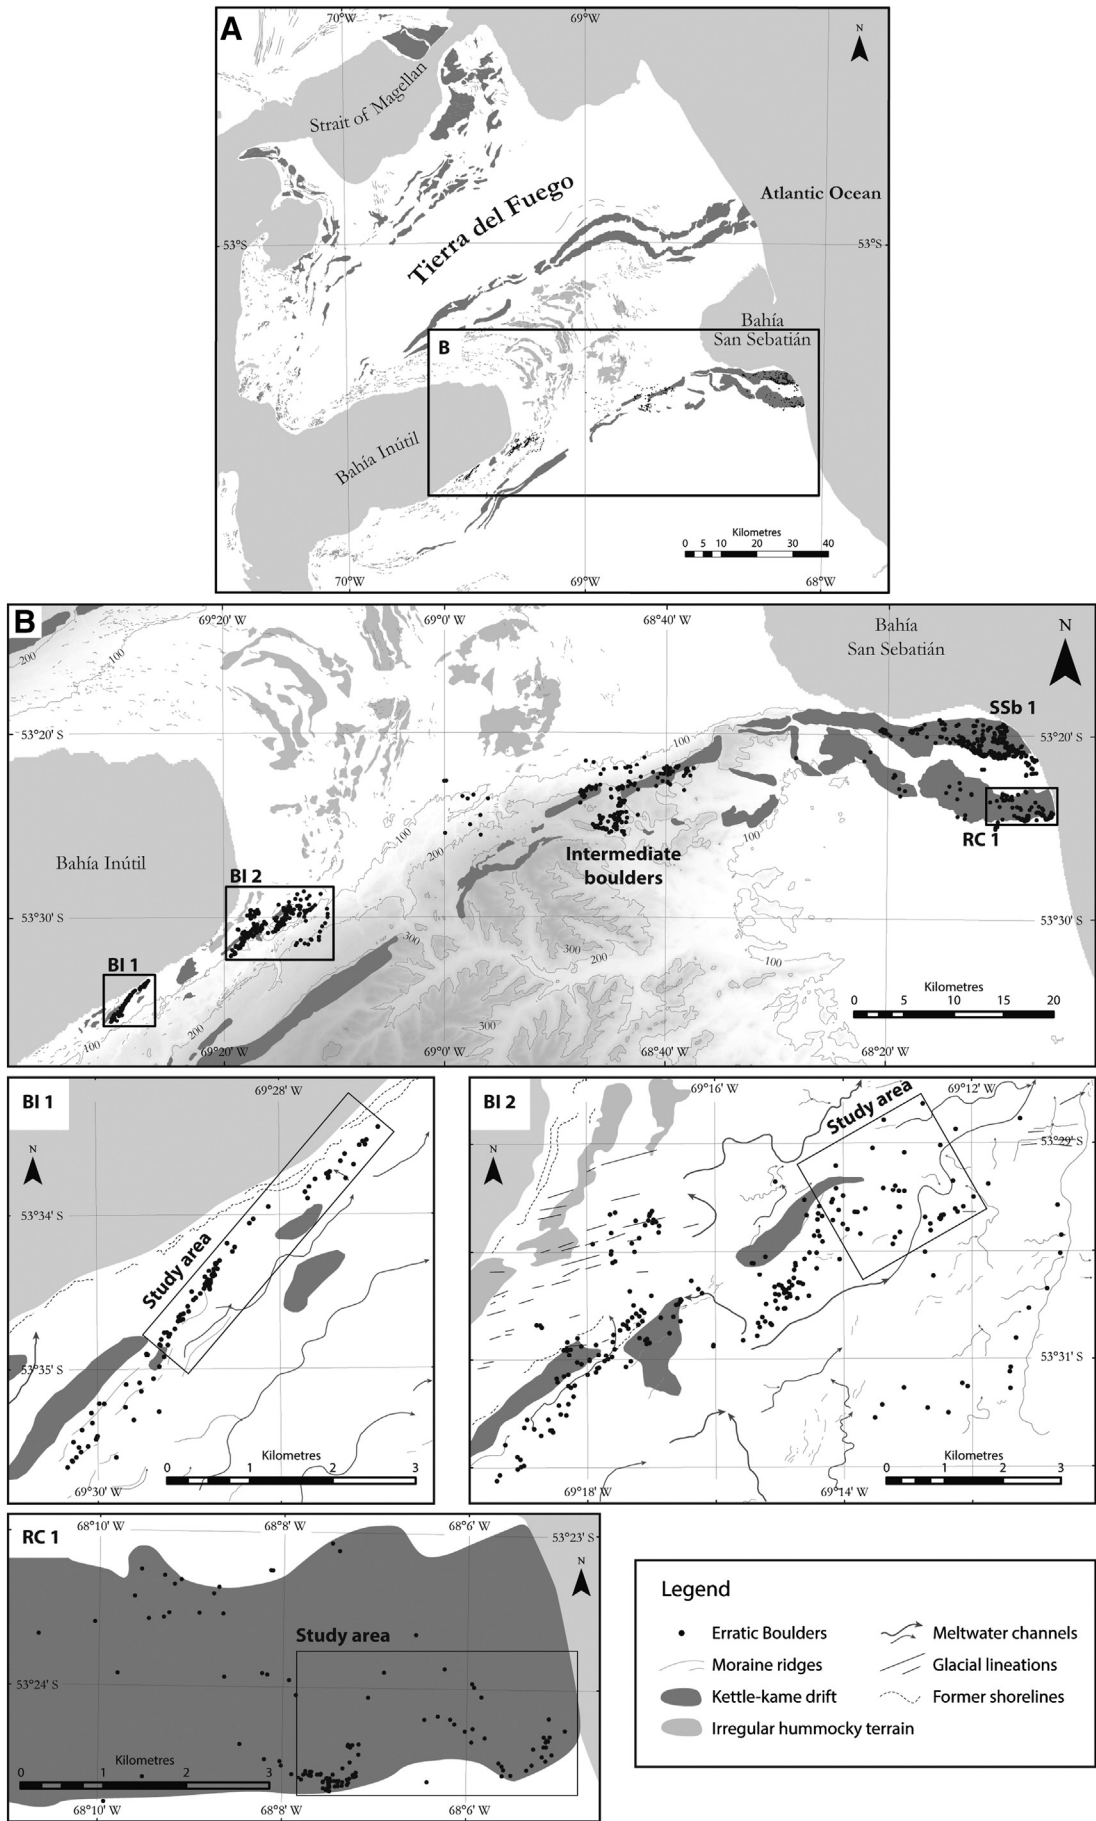 A
70°W
69°W
N
Strait of Magellan
Atlantic Ocean
Tierra del Fuego
53°S
53°S
Bahía
San Sebatián
B
Bahía Inútil
Kilometres
0 5 10 20 30 40
70°W
69°W
68°W
B
69°20' W
69°0' W
68°40' W
Bahía
San Sebatián
N
200
100
SSb 1
53°20' S
53°20' S
100
100
200
100
RC 1
Intermediate
boulders
Bahía Inútil
BI 2
53°30' S
53°30' S
300
300
200
100
BI 1
Kilometres
0 5 10 15 20
200
300
100
69°20' W
69°0' W
68°40' W
68°20' W
BI 1
69°28' W
N
53°34' S
Study area
53°35' S
Kilometres
0 1 2 3
69°30' W
BI 2
69°16' W
69°12' W
Study area
53°29' S
N
53°31' S
Kilometres
0 1 2 3
69°18' W
69°14' W
RC 1
68°10' W
68°8' W
68°6' W
53°23' S
N
Study area
53°24' S
Kilometres
0 1 2 3
68°10' W
68°8' W
68°6' W
Legend
Erratic Boulders
Meltwater channels
Moraine ridges
Glacial lineations
Kettle-kame drift
Former shorelines
Irregular hummocky terrain